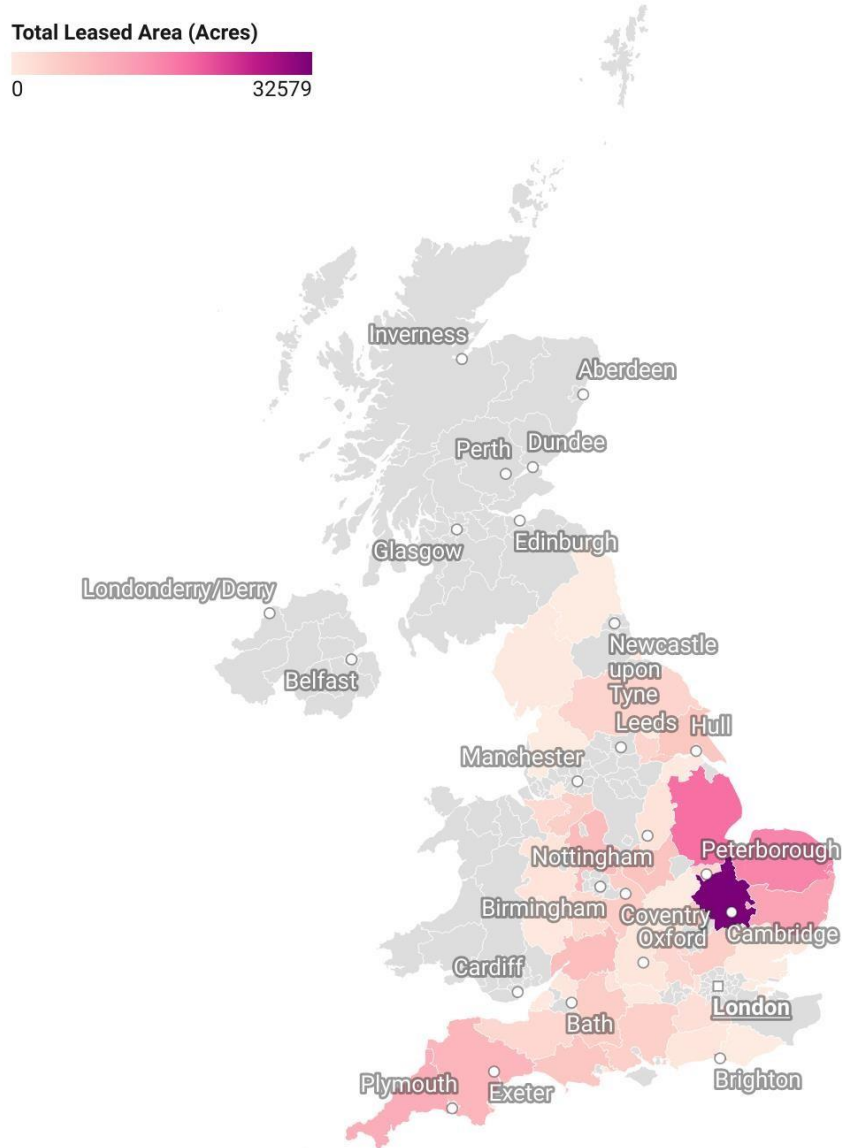 Total Leased Area (Acres)
0 32579
Inverness
Aberdeen
Perth
Dundee
Glasgow
Edinburgh
Londonderry/Derry
Belfast
Newcastle
upon
Tyne
Leeds
Hull
Manchester
Nottingham
Peterborough
Birmingham
Coventry
Oxford
Cambridge
Cardiff
London
Bath
Plymouth
Exeter
Brighton